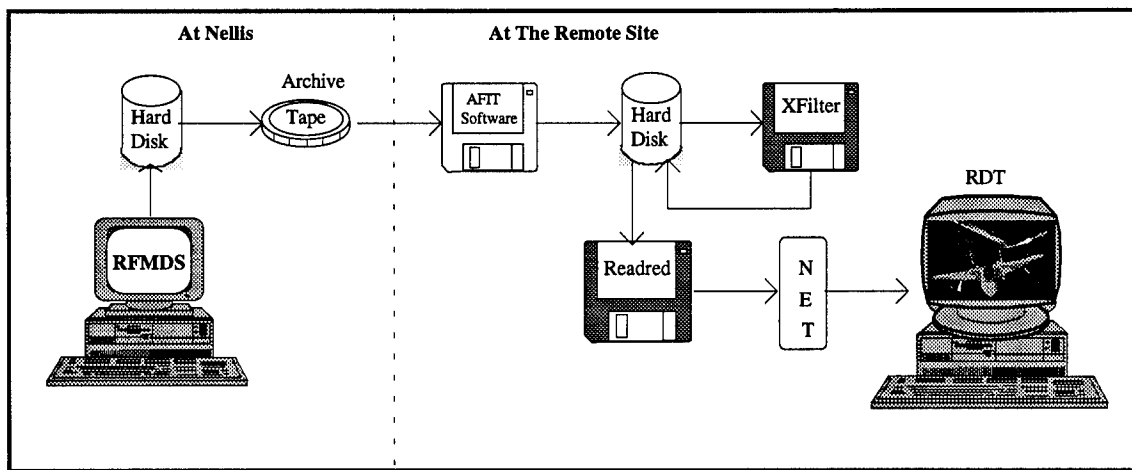 At Nellis
At The Remote Site
Archive
Hard
Disk
Tape
AFIT
Software
Hard
Disk
XFilter
RDT
RFMDS
Readred
N
E
T